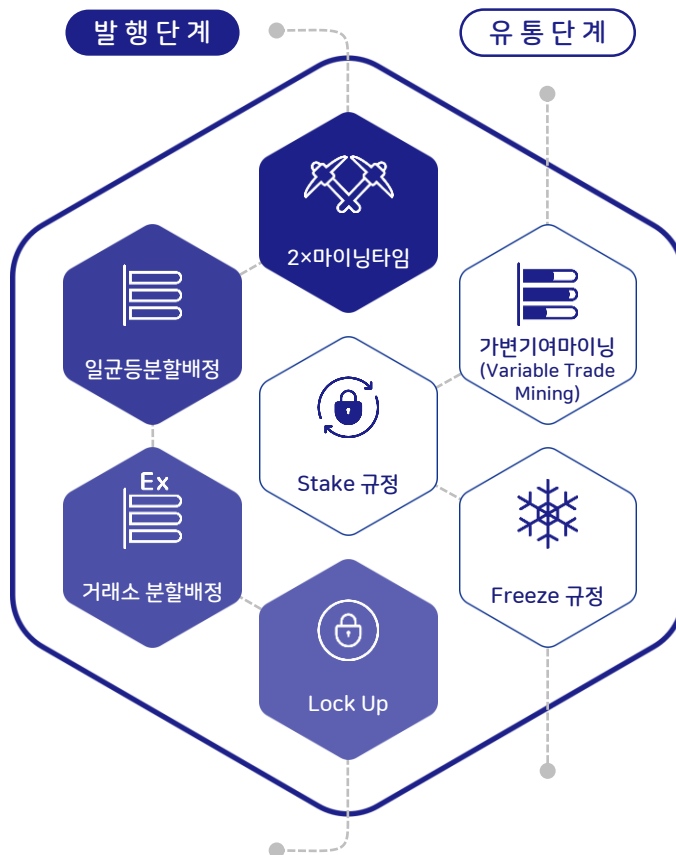 발행단계
유통단계
2×마이닝타임
일균등분할배정
가변기여마이닝
(Variable Trade
Mining)
Stake 규정
Ex
거래소 분할배정
Freeze 규정
Lock Up